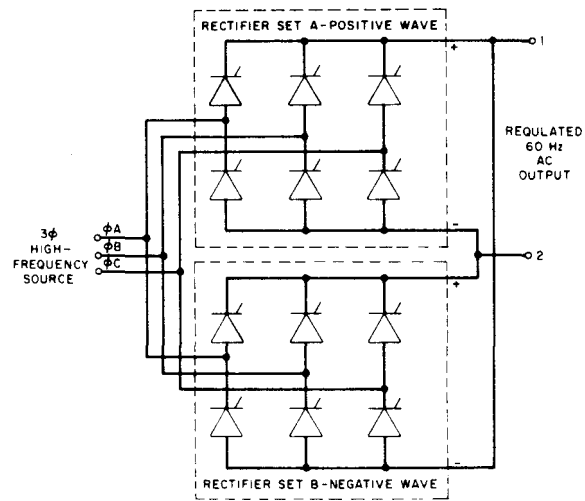 RECTIFIER SET A-POSITIVE WAVE
+
1
REQULATED
60 Hz
AC
OUTPUT
-
2
3ϕ
HIGH-
FREQUENCY
SOURCE
ϕA
ϕB
ϕC
+
-
RECTIFIER SET B-NEGATIVE WAVE